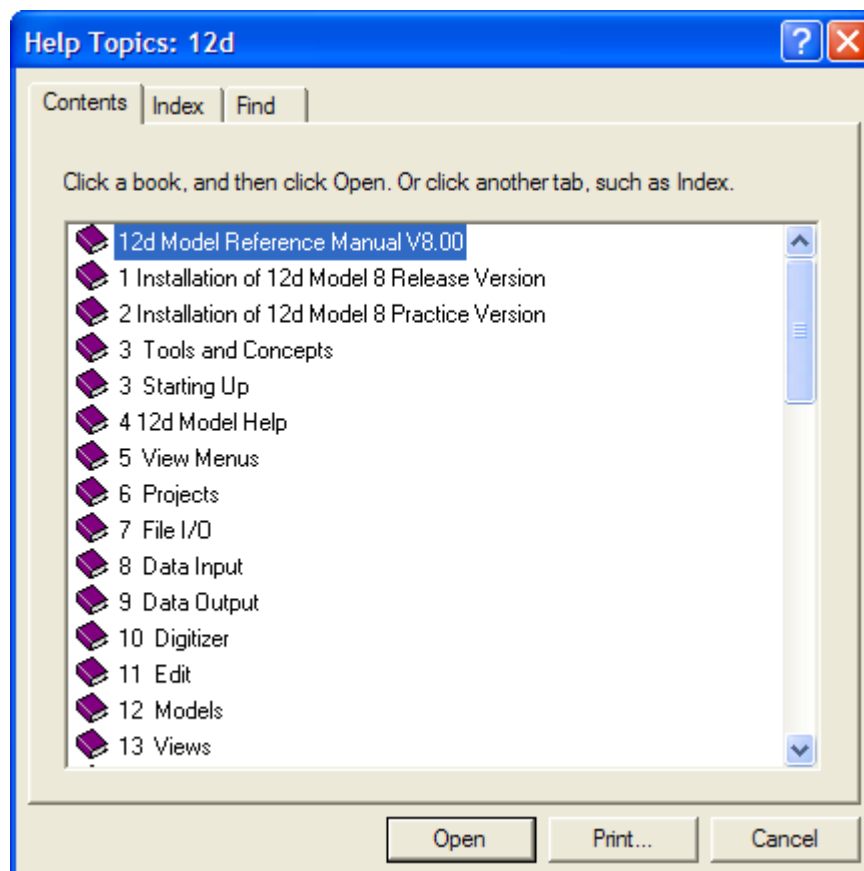 Help Topics: 12d
Contents Index Find
Click a book, and then click Open. Or click another tab, such as Index.
12d Model Reference Manual V8.00
1 Installation of 12d Model 8 Release Version
2 Installation of 12d Model 8 Practice Version
3 Tools and Concepts
3 Starting Up
4 12d Model Help
5 View Menus
6 Projects
7 File I/O
8 Data Input
9 Data Output
10 Digitizer
11 Edit
12 Models
13 Views
Open Print... Cancel